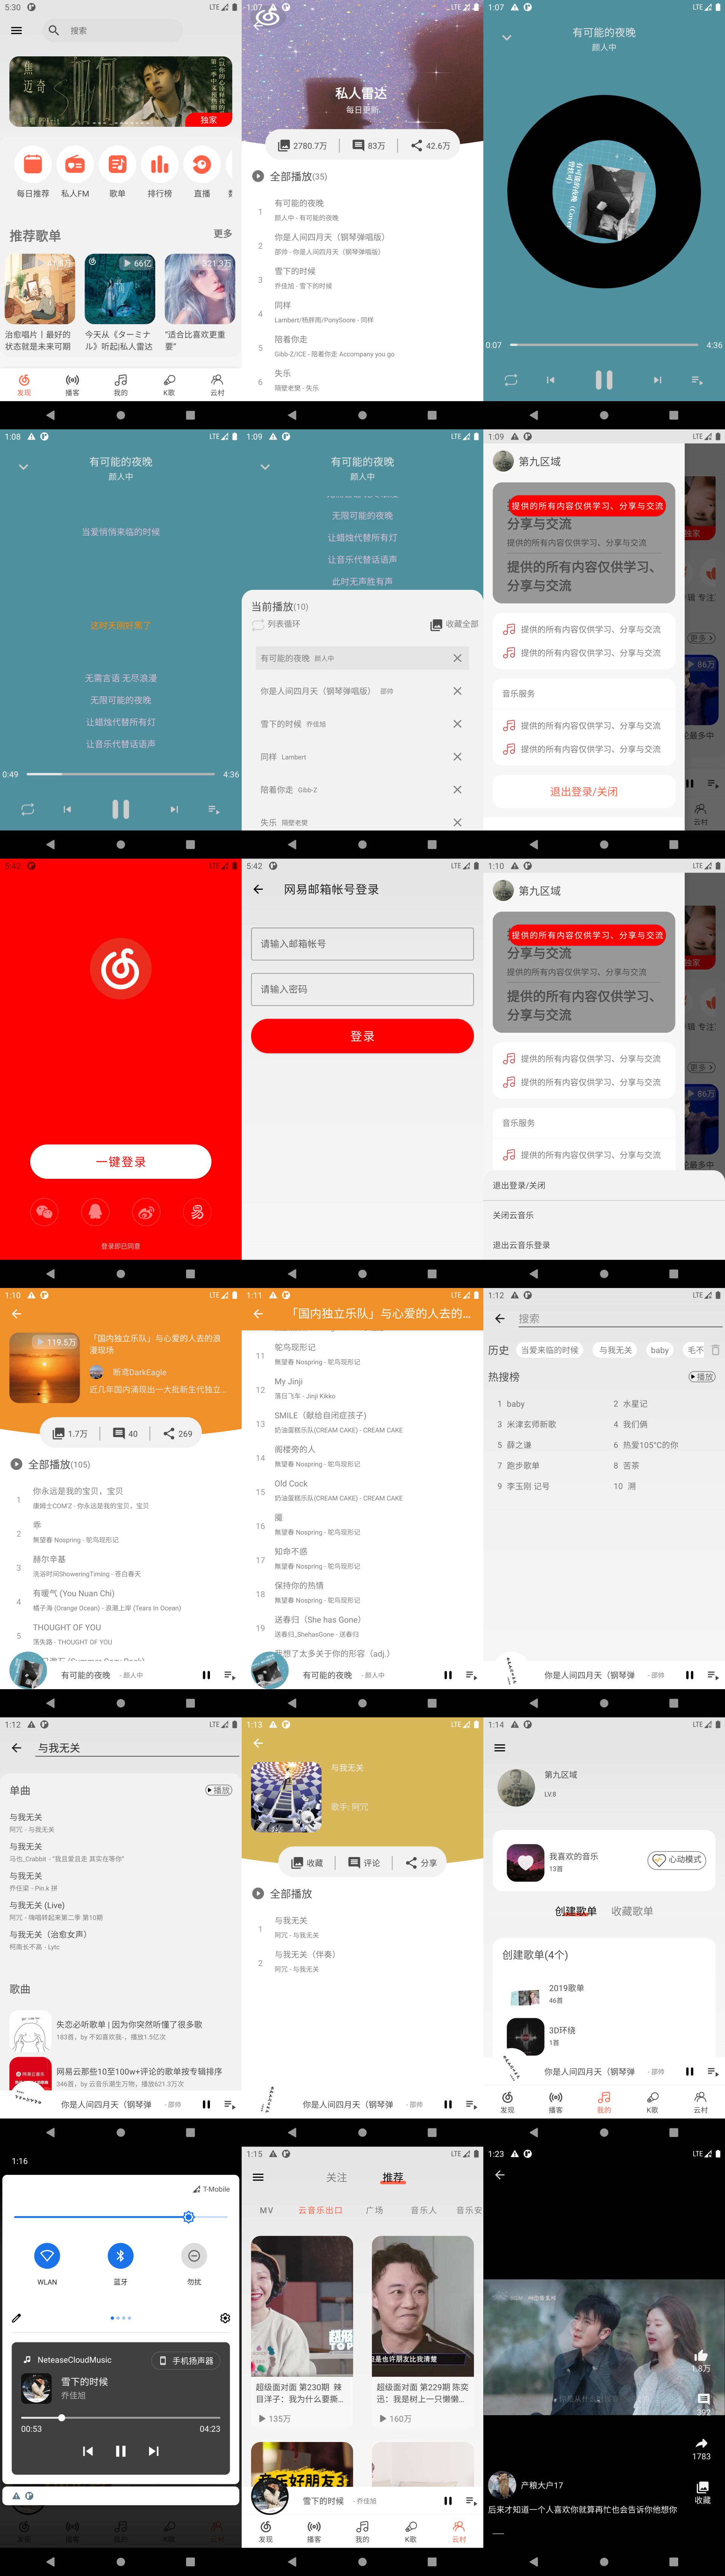 5:30
LTE
搜索
焦迈奇
独家
每日推荐
私人FM
歌单
排行榜
直播
推荐歌单
更多
66亿
321.3万
治愈唱片丨最好的状态就是未来可期
今天从《ターミナル》听起|私人雷达
"适合比喜欢更重要"
发现
播客
我的
K歌
云村
1:07
LTE
私人雷达
每日更新
2780.7万
83万
42.6万
全部播放(35)
1
有可能的夜晚
颜人中 - 有可能的夜晚
2
你是人间四月天（钢琴弹唱版）
邵帅 - 你是人间四月天（钢琴弹唱版）
3
雪下的时候
乔佳旭 - 雪下的时候
4
同样
Lambert/杨胖雨/PonySoore - 同样
5
陪着你走
Gibb-Z/ICE - 陪着你走 Accompany you go
6
失乐
隔壁老樊 - 失乐
1:07
LTE
有可能的夜晚
颜人中
0:07
4:36
1:08
LTE
有可能的夜晚
颜人中
当爱悄悄来临的时候
这时天刚好黑了
无需言语 无尽浪漫
无限可能的夜晚
让蜡烛代替所有灯
让音乐代替话语声
0:49
4:36
1:09
LTE
有可能的夜晚
颜人中
无限可能的夜晚
让蜡烛代替所有灯
让音乐代替话语声
此时无声胜有声
当前播放(10)
列表循环
收藏全部
有可能的夜晚 颜人中
你是人间四月天（钢琴弹唱版） 邵帅
雪下的时候 乔佳旭
同样 Lambert
陪着你走 Gibb-Z
失乐 隔壁老樊
1:09
LTE
第九区域
提供的所有内容仅供学习、分享与交流
分享与交流
提供的所有内容仅供学习、分享与交流
提供的所有内容仅供学习、
分享与交流
提供的所有内容仅供学习、分享与交流
提供的所有内容仅供学习、分享与交流
音乐服务
提供的所有内容仅供学习、分享与交流
提供的所有内容仅供学习、分享与交流
退出登录/关闭
独家
更多
86万
云村
5:42
LTE
一键登录
登录即已同意
5:42
LTE
网易邮箱帐号登录
请输入邮箱帐号
请输入密码
登录
1:10
LTE
第九区域
提供的所有内容仅供学习、分享与交流
分享与交流
提供的所有内容仅供学习、分享与交流
提供的所有内容仅供学习、
分享与交流
提供的所有内容仅供学习、分享与交流
提供的所有内容仅供学习、分享与交流
音乐服务
提供的所有内容仅供学习、分享与交流
退出登录/关闭
关闭云音乐
退出云音乐登录
更多
86万
1:10
LTE
119.5万
「国内独立乐队」与心爱的人去的浪漫现场
断鸢DarkEagle
近几年国内涌现出一大批新生代独立...
1.7万
40
269
全部播放(105)
1
你永远是我的宝贝，宝贝
康姆士COM'Z - 你永远是我的宝贝，宝贝
2
乖
無望春 Nospring - 鸵鸟现形记
3
赫尔辛基
洗浴时间ShoweringTiming - 苍白春天
4
有暖气 (You Nuan Chi)
橘子海 (Orange Ocean) - 浪潮上岸 (Tears In Ocean)
5
THOUGHT OF YOU
落失路 - THOUGHT OF YOU
有可能的夜晚 - 颜人中
1:11
LTE
「国内独立乐队」与心爱的人去的...
11
鸵鸟现形记
無望春 Nospring - 鸵鸟现形记
12
My Jinji
落日飞车 - Jinji Kikko
13
SMILE（献给自闭症孩子)
奶油蛋糕乐队(CREAM CAKE) - CREAM CAKE
14
阁楼旁的人
無望春 Nospring - 鸵鸟现形记
15
Old Cock
奶油蛋糕乐队(CREAM CAKE) - CREAM CAKE
16
魇
無望春 Nospring - 鸵鸟现形记
17
知命不惑
無望春 Nospring - 鸵鸟现形记
18
保持你的热情
無望春 Nospring - 鸵鸟现形记
19
送春归（She has Gone）
送春归_ShehasGone - 送春归
我想了太多关于你的形容（adj.）
有可能的夜晚 - 颜人中
1:12
LTE
搜索
历史
当爱来临的时候
与我无关
baby
毛不
热搜榜
播放
1 baby
2 水星记
3 米津玄师新歌
4 我们俩
5 薛之谦
6 热爱105°C的你
7 跑步歌单
8 苦茶
9 李玉刚 记号
10 溯
你是人间四月天（钢琴弹 - 邵帅
1:12
LTE
与我无关
单曲
播放
与我无关
阿冗 - 与我无关
与我无关
马也_Crabbit - "我且爱且走 其实在等你"
与我无关
乔任梁 - Pin.k 拼
与我无关 (Live)
阿冗 - 嗨唱转起来第二季 第10期
与我无关（治愈女声）
柯南长不高 - Lytc
歌曲
失恋必听歌单 | 因为你突然听懂了很多歌
183首，by 不如喜欢我-，播放1.5亿次
网易云那些10至100w+评论的歌单按专辑排序
346首，by 云音乐潮生万物，播放621.3万次
你是人间四月天（钢琴弹 - 邵帅
1:13
LTE
与我无关
歌手: 阿冗
收藏
评论
分享
全部播放
1
与我无关
阿冗 - 与我无关
2
与我无关（伴奏）
阿冗 - 与我无关
你是人间四月天（钢琴弹 - 邵帅
1:14
LTE
第九区域
LV.8
我喜欢的音乐
13首
心动模式
创建歌单
收藏歌单
创建歌单(4个)
2019歌单
46首
3D环绕
1首
你是人间四月天（钢琴弹 - 邵帅
发现
播客
我的
K歌
云村
1:16
T-Mobile
WLAN
蓝牙
勿扰
NeteaseCloudMusic
手机扬声器
雪下的时候
乔佳旭
00:53
04:23
发现
播客
我的
K歌
云村
1:15
LTE
关注
推荐
MV
云音乐出口
广场
音乐人
音乐安
但是也许朋友比我清楚
超级面对面 第230期 辣目洋子：我为什么要撕...
135万
超级面对面 第229期 陈奕迅：我是树上一只懒懒...
160万
音乐好朋友3
雪下的时候 - 乔佳旭
发现
播客
我的
K歌
云村
1:23
LTE
1.8万
392
1783
收藏
产粮大户17
后来才知道一个人喜欢你就算再忙也会告诉你他想你